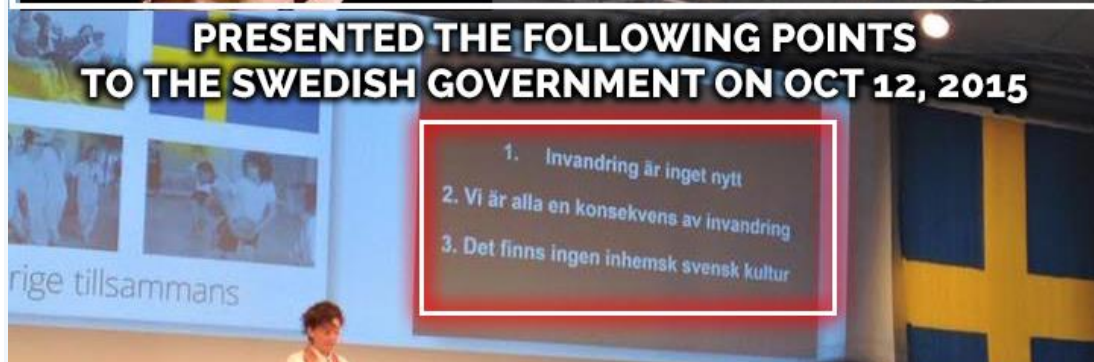 PRESENTED THE FOLLOWING POINTS
TO THE SWEDISH GOVERNMENT ON OCT 12, 2015
1. Invandring är inget nytt
2. Vi är alla en konsekvens av invandring
3. Det finns ingen inhemsk svensk kultur
rige tillsammans